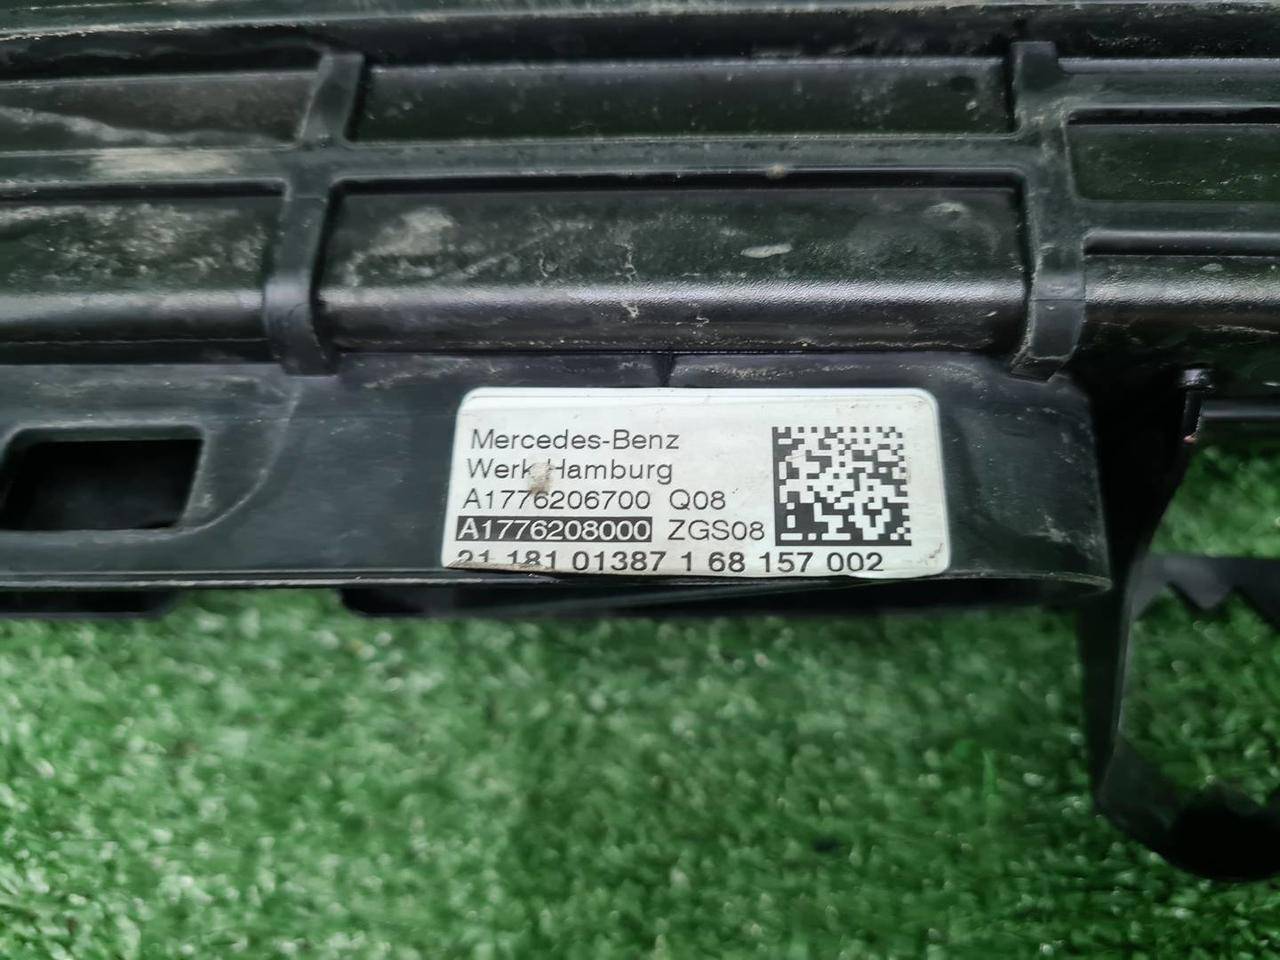 Mercedes-Benz
Werk Hamburg
A1776206700 Q08
A1776208000 ZGS08
21 181 01387 1 68 157 002